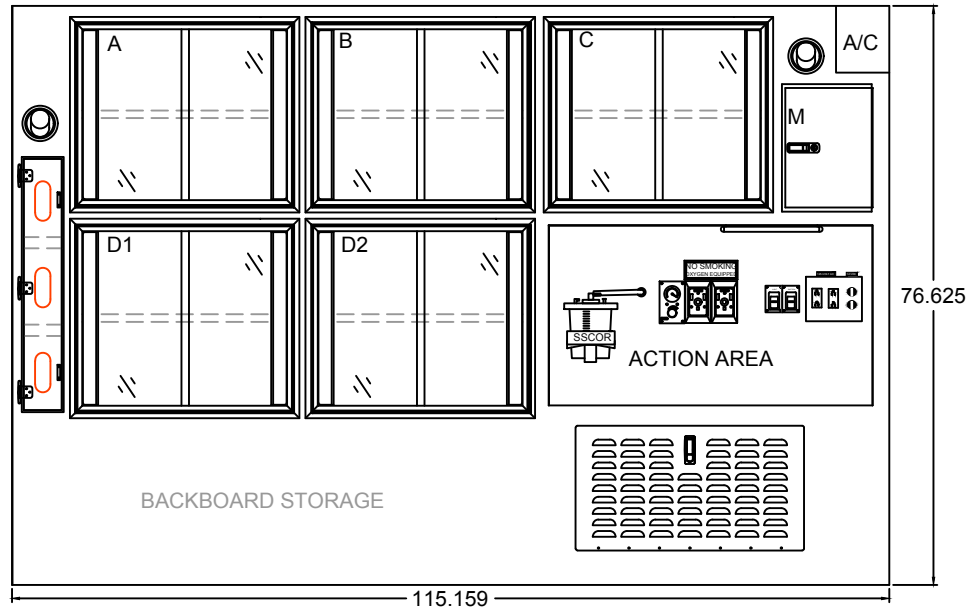 A
B
C
A/C
M
D1
D2
NO SMOKING
OXYGEN EQUIPPED
SSCOR
ACTION AREA
76.625
BACKBOARD STORAGE
115.159